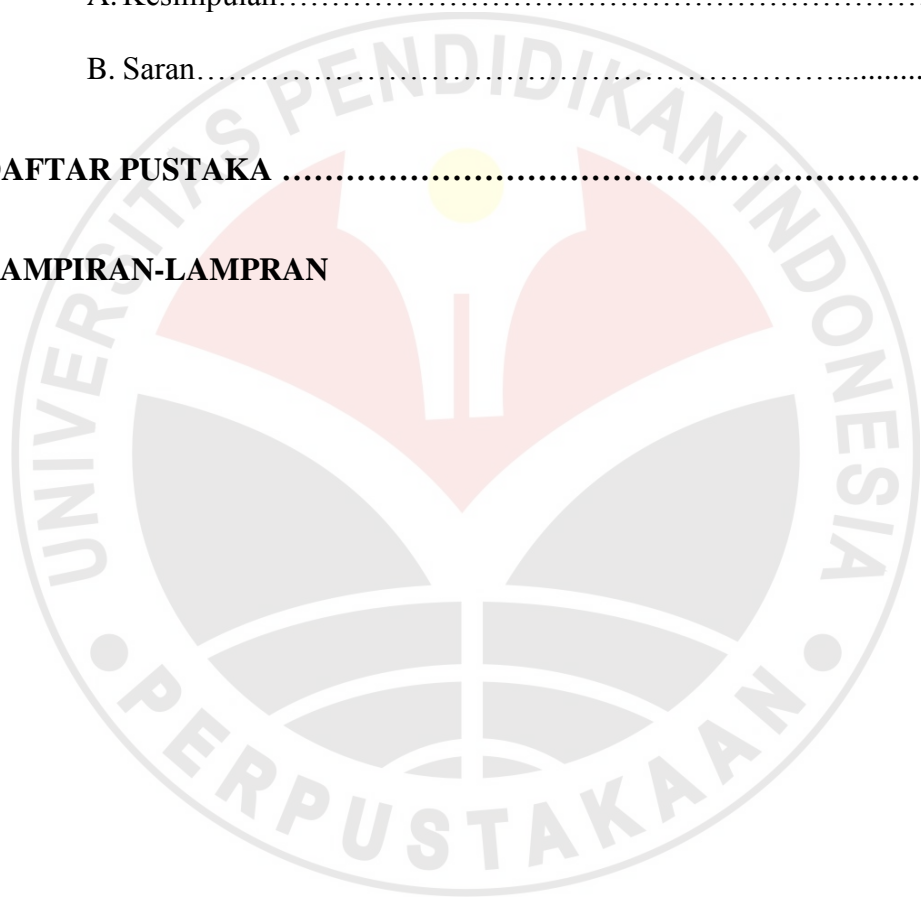 A. Kesimpulan……………………………………………………………
B. Saran…………………………………………………………...........
DAFTAR PUSTAKA ……………………………………………………
LAMPIRAN-LAMPRAN
UNIVERSITAS PENDIDIKAN INDONESIA
PERPUSTAKAAN